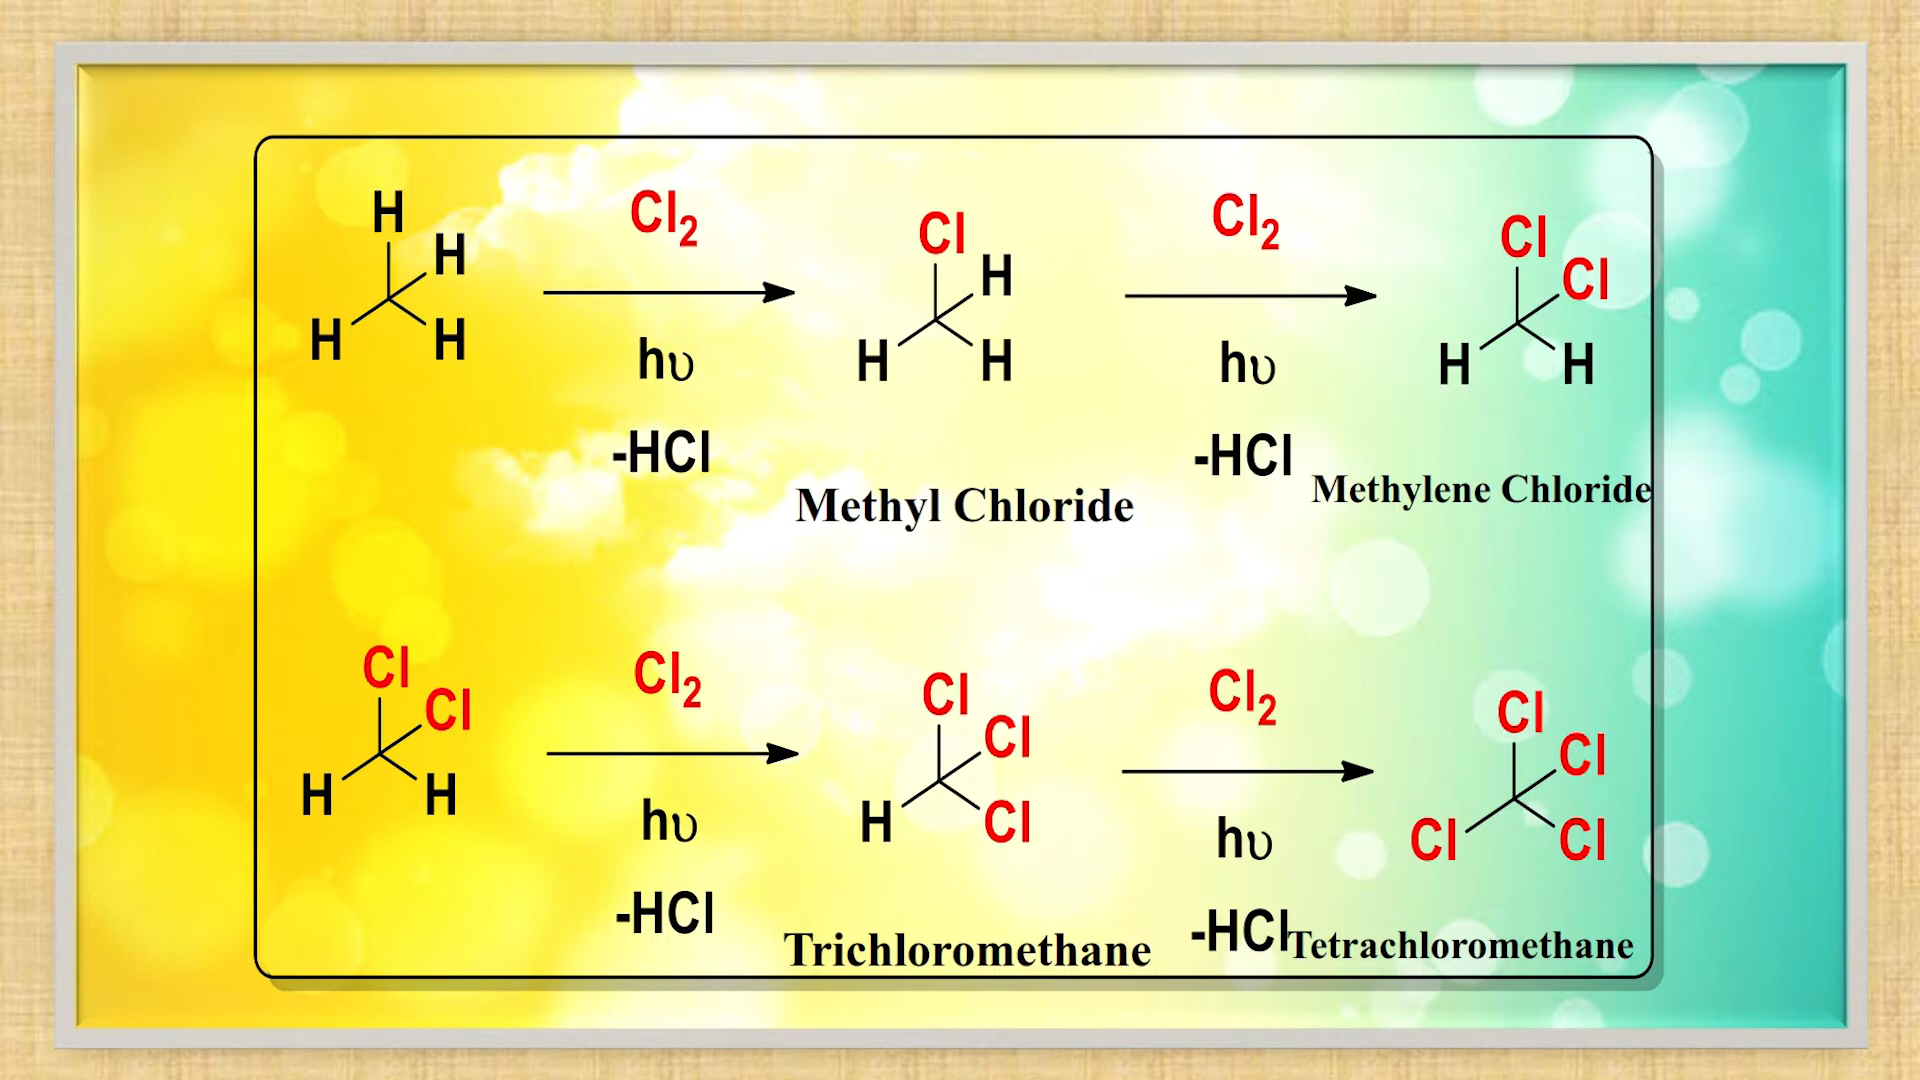 H
H
H
H
Cl₂
hυ
-HCl
Cl
H
H
H
Methyl Chloride
Cl₂
hυ
-HCl
Cl
Cl
H
H
Methylene Chloride
Cl
Cl
H
H
Cl₂
hυ
-HCl
Cl
Cl
H
Cl
Trichloromethane
Cl₂
hυ
-HCl
Cl
Cl
Cl
Cl
Tetrachloromethane